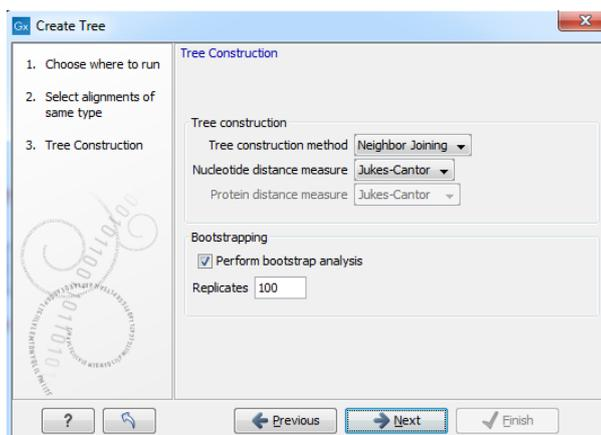 Gx Create Tree
1. Choose where to run
2. Select alignments of
same type
3. Tree Construction
Tree Construction
Tree construction
Tree construction method Neighbor Joining
Nucleotide distance measure Jukes-Cantor
Protein distance measure Jukes-Cantor
Bootstrapping
Perform bootstrap analysis
Replicates 100
? Previous Next Finish